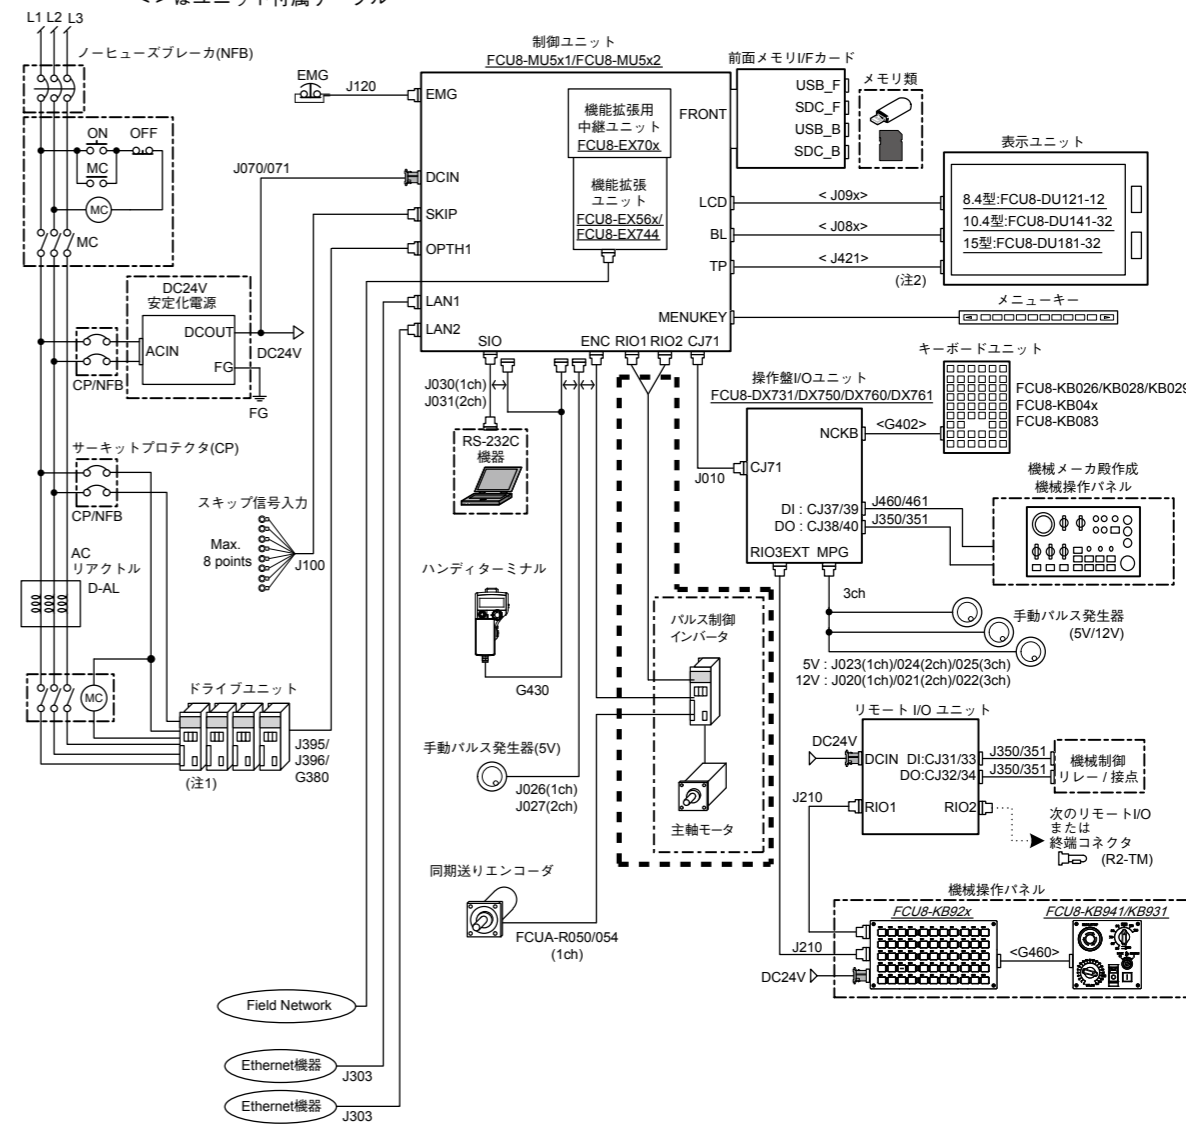 L1 L2 L3
ノーヒューズブレーカ(NFB)
ON OFF
MC
MC
MC
DC24V
安定化電源
DCOUT
ACIN
FG
DC24V
FG
CP/NFB
サーキットプロテクタ(CP)
CP/NFB
スキップ信号入力
Max.
8 points
J100
AC
リアクトル
D-AL
MC
ドライブユニット
(注1)
J395/
J396/
G380
EMG
J120
J070/071
制御ユニット
FCU8-MU5x1/FCU8-MU5x2
EMG
DCIN
SKIP
OPTH1
LAN1
LAN2
SIO
ENC RIO1 RIO2 CJ71
FRONT
LCD
BL
TP
MENUKEY
機能拡張用
中継ユニット
FCU8-EX70x
機能拡張
ユニット
FCU8-EX56x/
FCU8-EX744
前面メモリI/Fカード
USB_F
SDC_F
USB_B
SDC_B
メモリ類
表示ユニット
8.4型:FCU8-DU121-12
10.4型:FCU8-DU141-32
15型:FCU8-DU181-32
< J09x>
< J08x>
< J421>
(注2)
メニューキー
キーボードユニット
FCU8-KB026/KB028/KB029
FCU8-KB04x
FCU8-KB083
操作盤I/Oユニット
FCU8-DX731/DX750/DX760/DX761
NCKB
<G402>
CJ71
J010
DI : CJ37/39
DO : CJ38/40
RIO3EXT MPG
J460/461
J350/351
機械メーカ殿作成
機械操作パネル
3ch
手動パルス発生器
(5V/12V)
5V : J023(1ch)/024(2ch)/025(3ch)
12V : J020(1ch)/021(2ch)/022(3ch)
J030(1ch)
J031(2ch)
RS-232C
機器
ハンディターミナル
G430
手動パルス発生器(5V)
J026(1ch)
J027(2ch)
同期送りエンコーダ
FCUA-R050/054
(1ch)
パルス制御
インバータ
主軸モータ
リモート I/O ユニット
DC24V
DCIN DI:CJ31/33
DO:CJ32/34
RIO1 RIO2
J350/351
J350/351
機械制御
リレー / 接点
J210
次のリモートI/O
または
終端コネクタ
(R2-TM)
機械操作パネル
FCU8-KB92x
FCU8-KB941/KB931
J210
<G460>
DC24V
Field Network
Ethernet機器
J303
Ethernet機器
J303